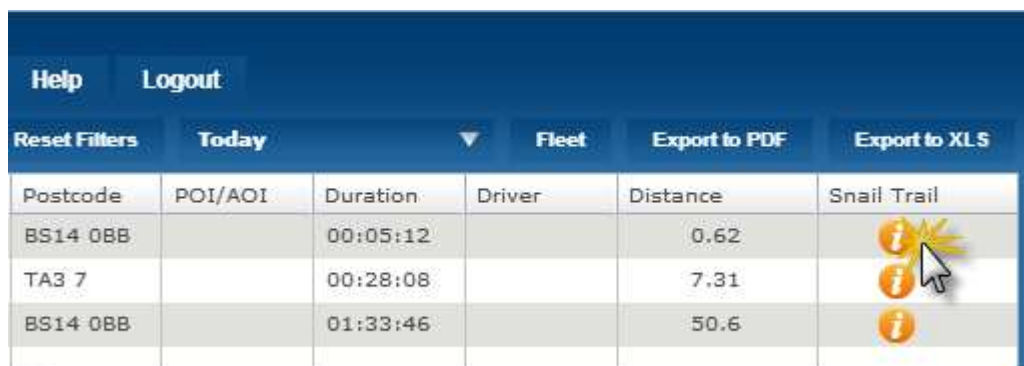 Help Logout
Reset Filters Today Fleet Export to PDF Export to XLS
Postcode POI/AOI Duration Driver Distance Snail Trail
BS14 0BB 00:05:12 0.62 i
TA3 7 00:28:08 7.31 i
BS14 0BB 01:33:46 50.6 i